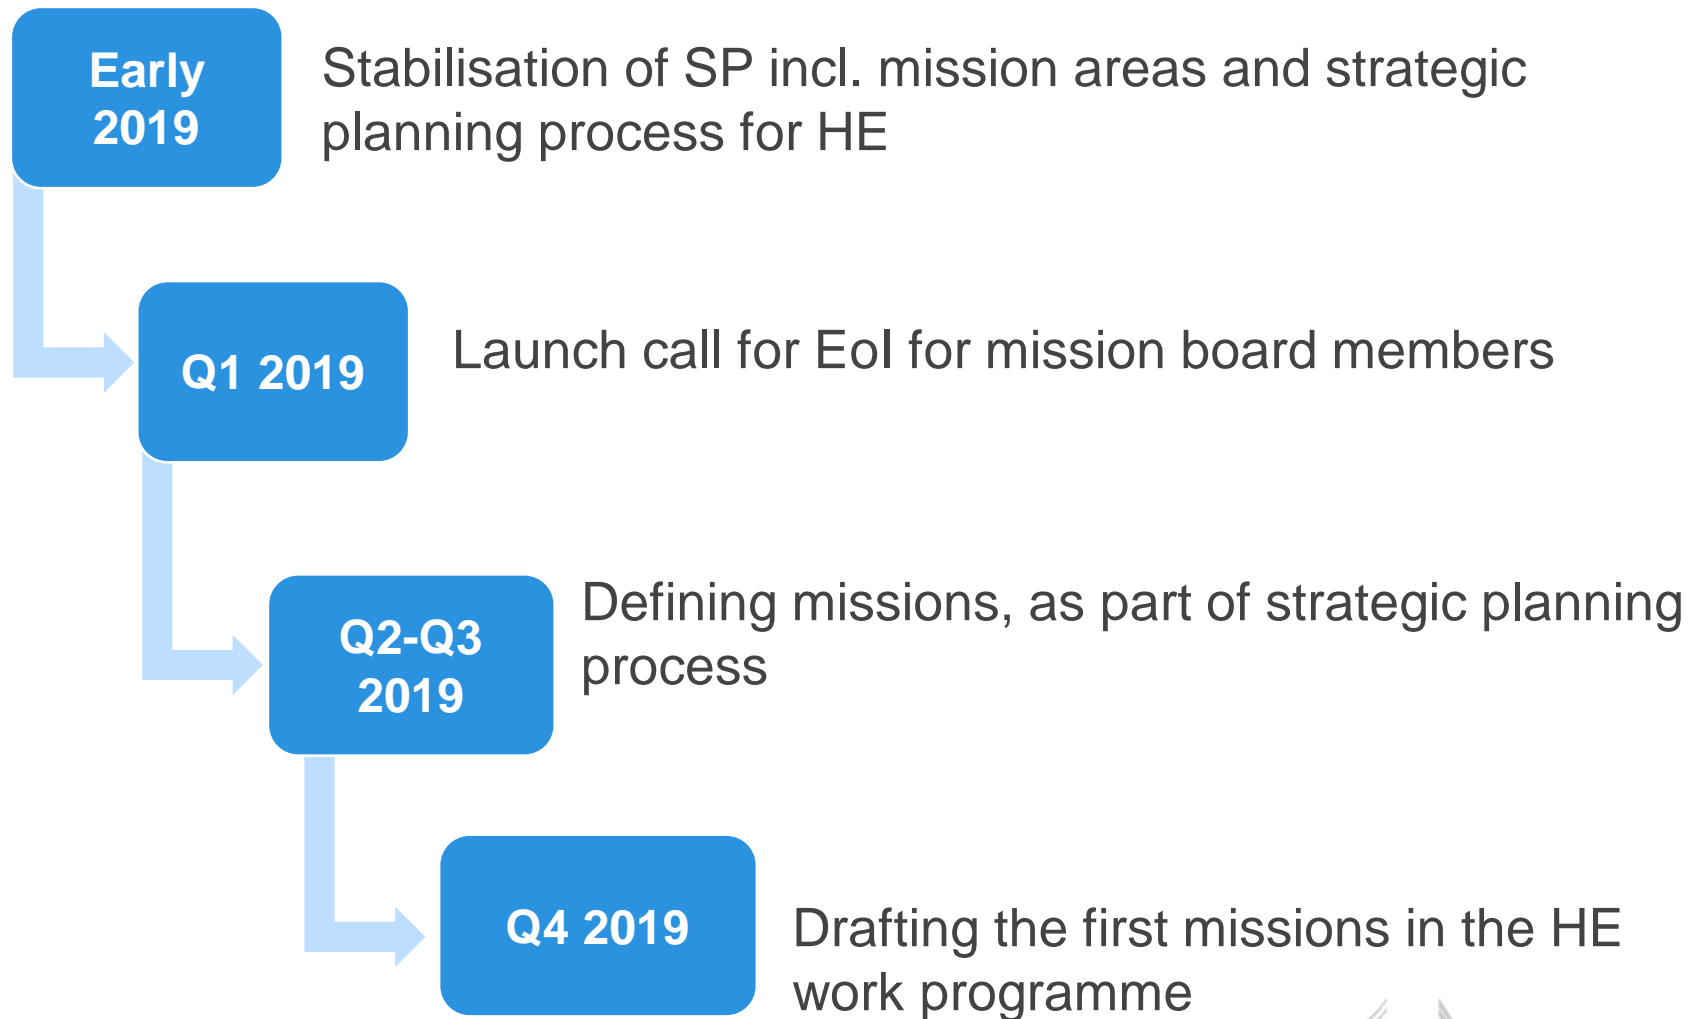 Early
2019
Stabilisation of SP incl. mission areas and strategic
planning process for HE
Q1 2019
Launch call for EoI for mission board members
Q2-Q3
2019
Defining missions, as part of strategic planning
process
Q4 2019
Drafting the first missions in the HE
work programme